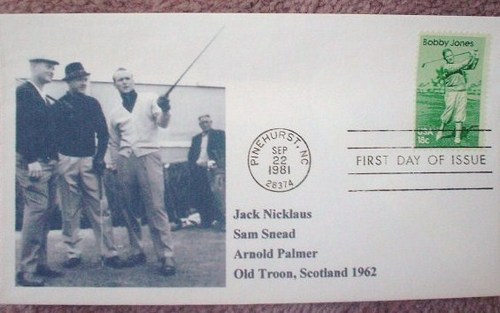 Bobby Jones
USA
18c
PINEHURST, NC
SEP
22
1981
28374
FIRST DAY OF ISSUE
Jack Nicklaus
Sam Snead
Arnold Palmer
Old Troon, Scotland 1962